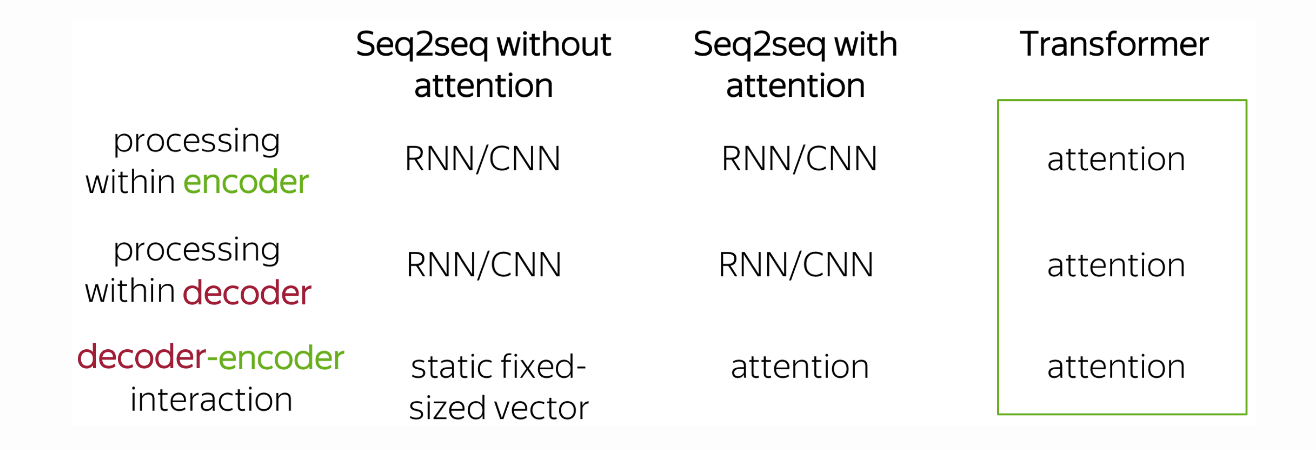 Seq2seq without
attention
Seq2seq with
attention
Transformer
processing
within encoder
RNN/CNN
RNN/CNN
attention
processing
within decoder
RNN/CNN
RNN/CNN
attention
decoder-encoder
interaction
static fixed-
sized vector
attention
attention